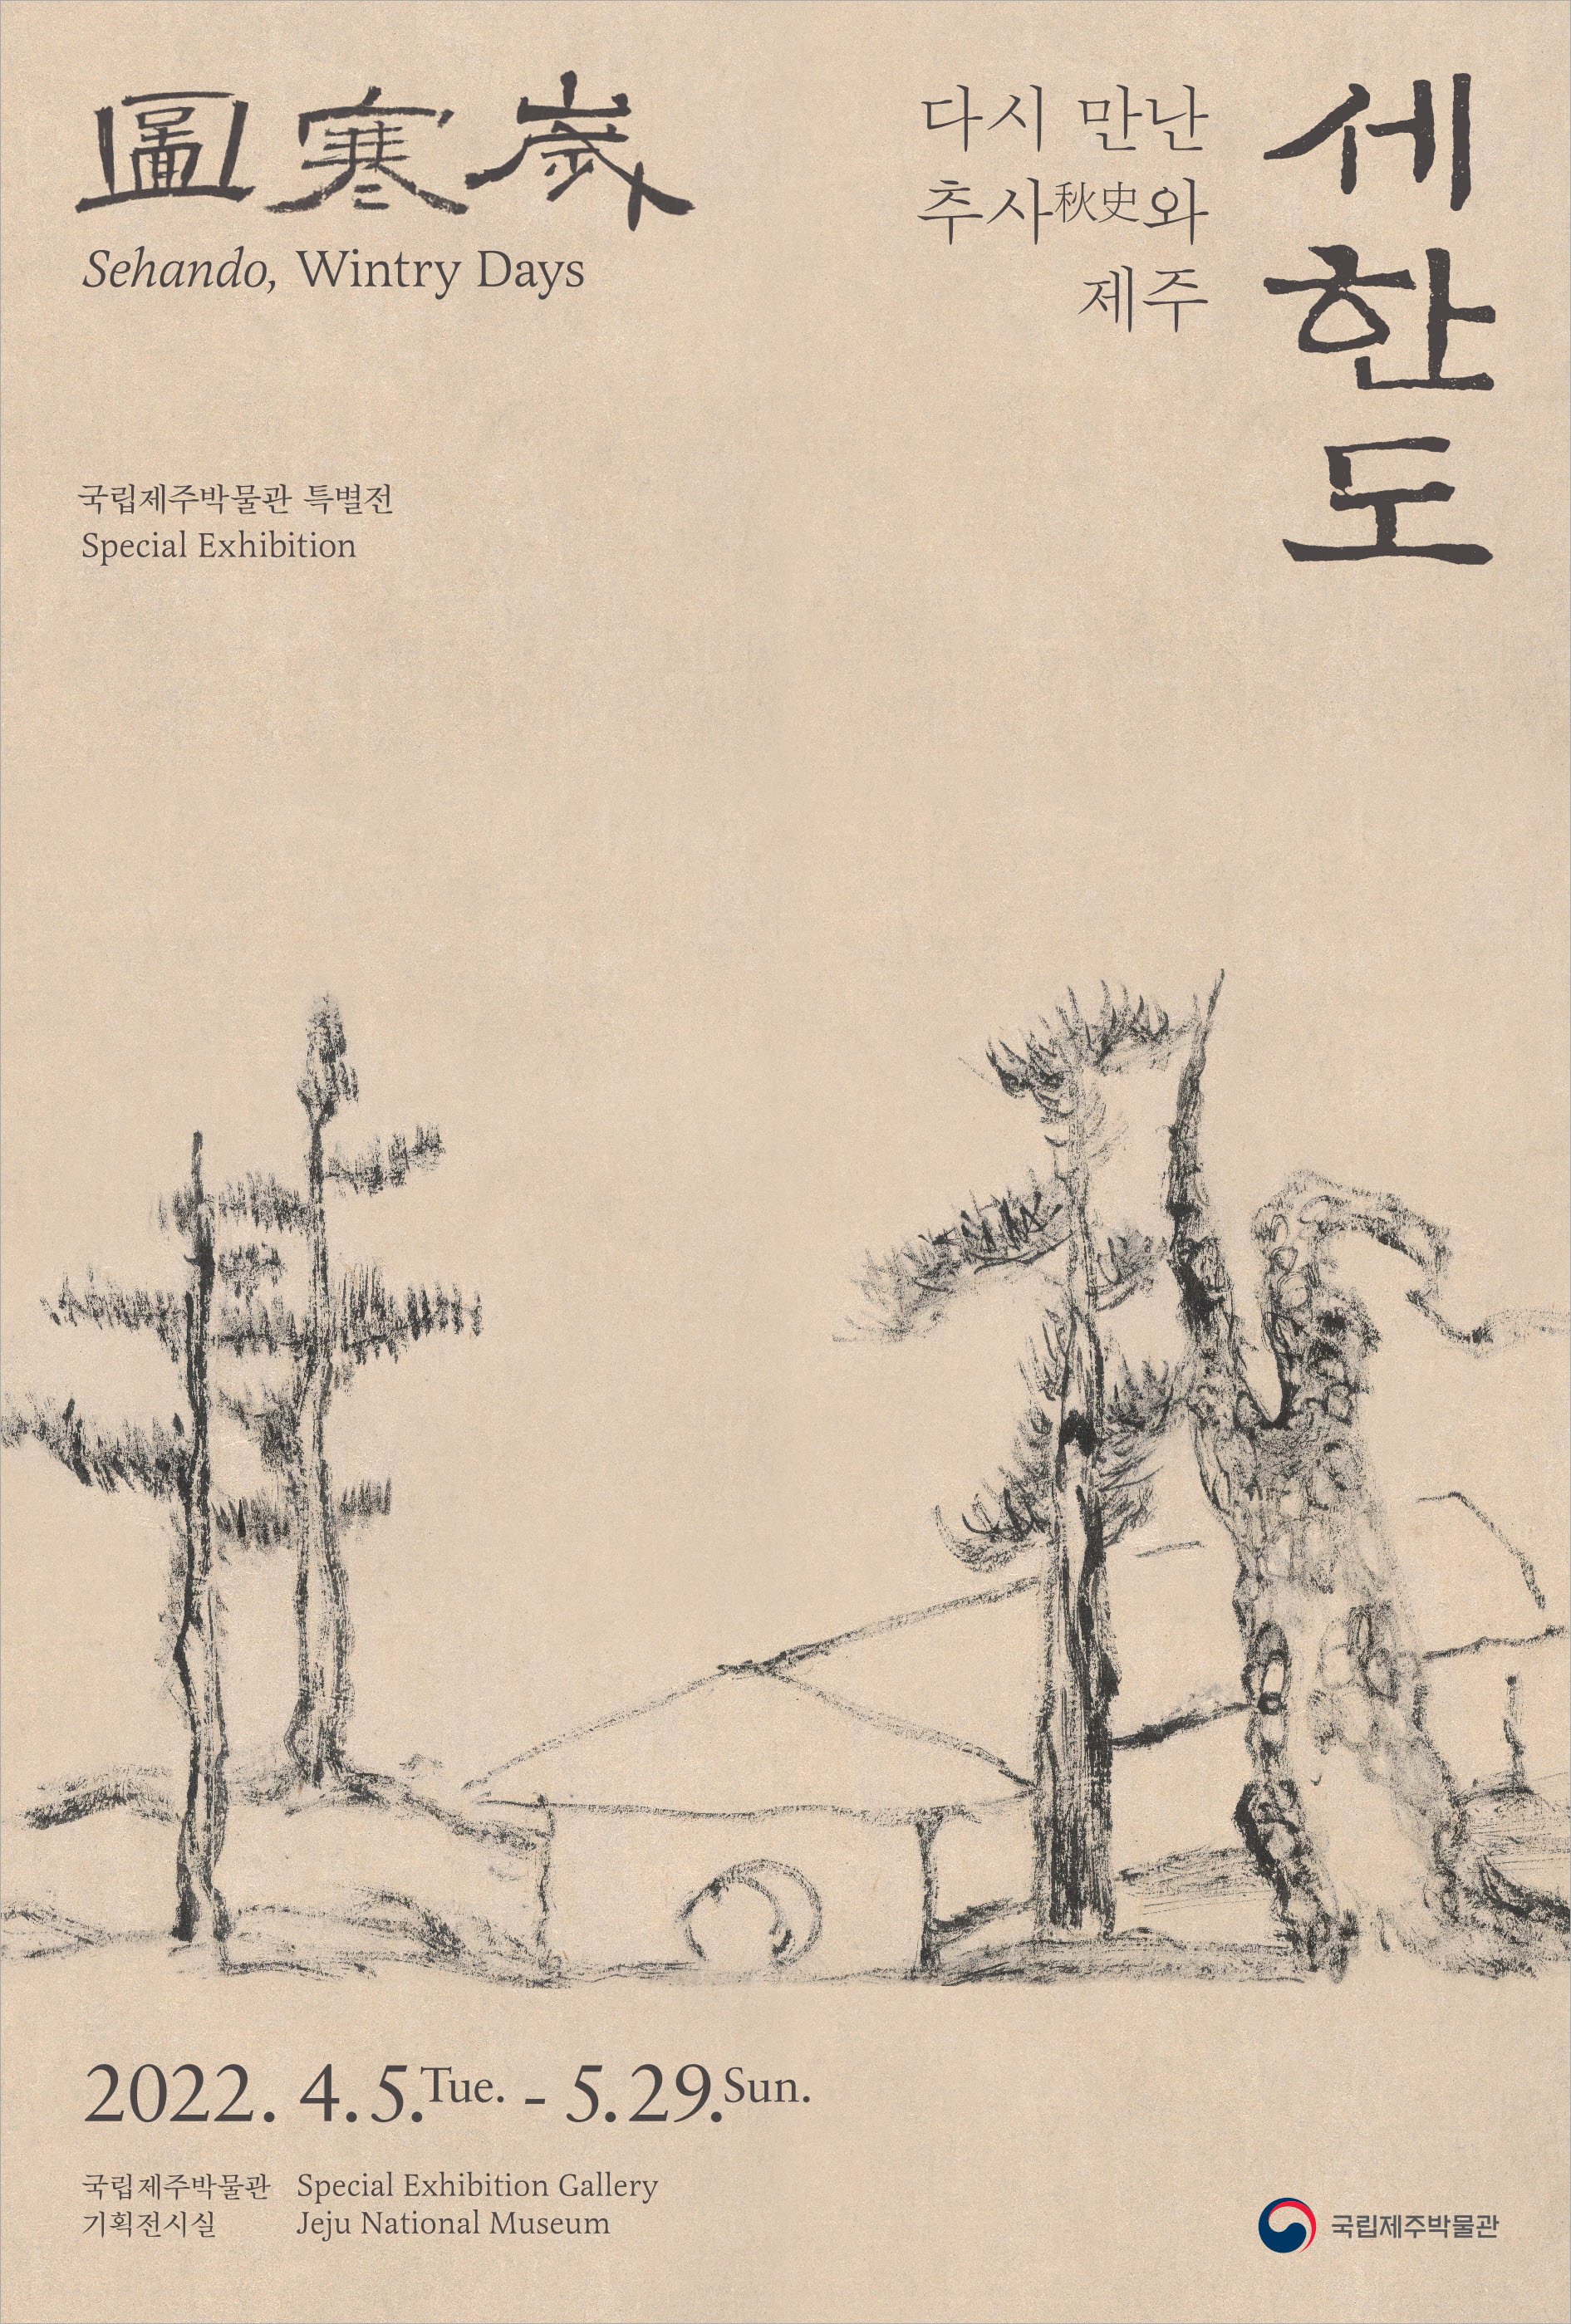 圖寒歲
Sehando, Wintry Days
세한도
다시 만난
추사秋史와
제주
국립제주박물관 특별전
Special Exhibition
2022. 4. 5. Tue. - 5. 29. Sun.
국립제주박물관
기획전시실
Special Exhibition Gallery
Jeju National Museum
국립제주박물관